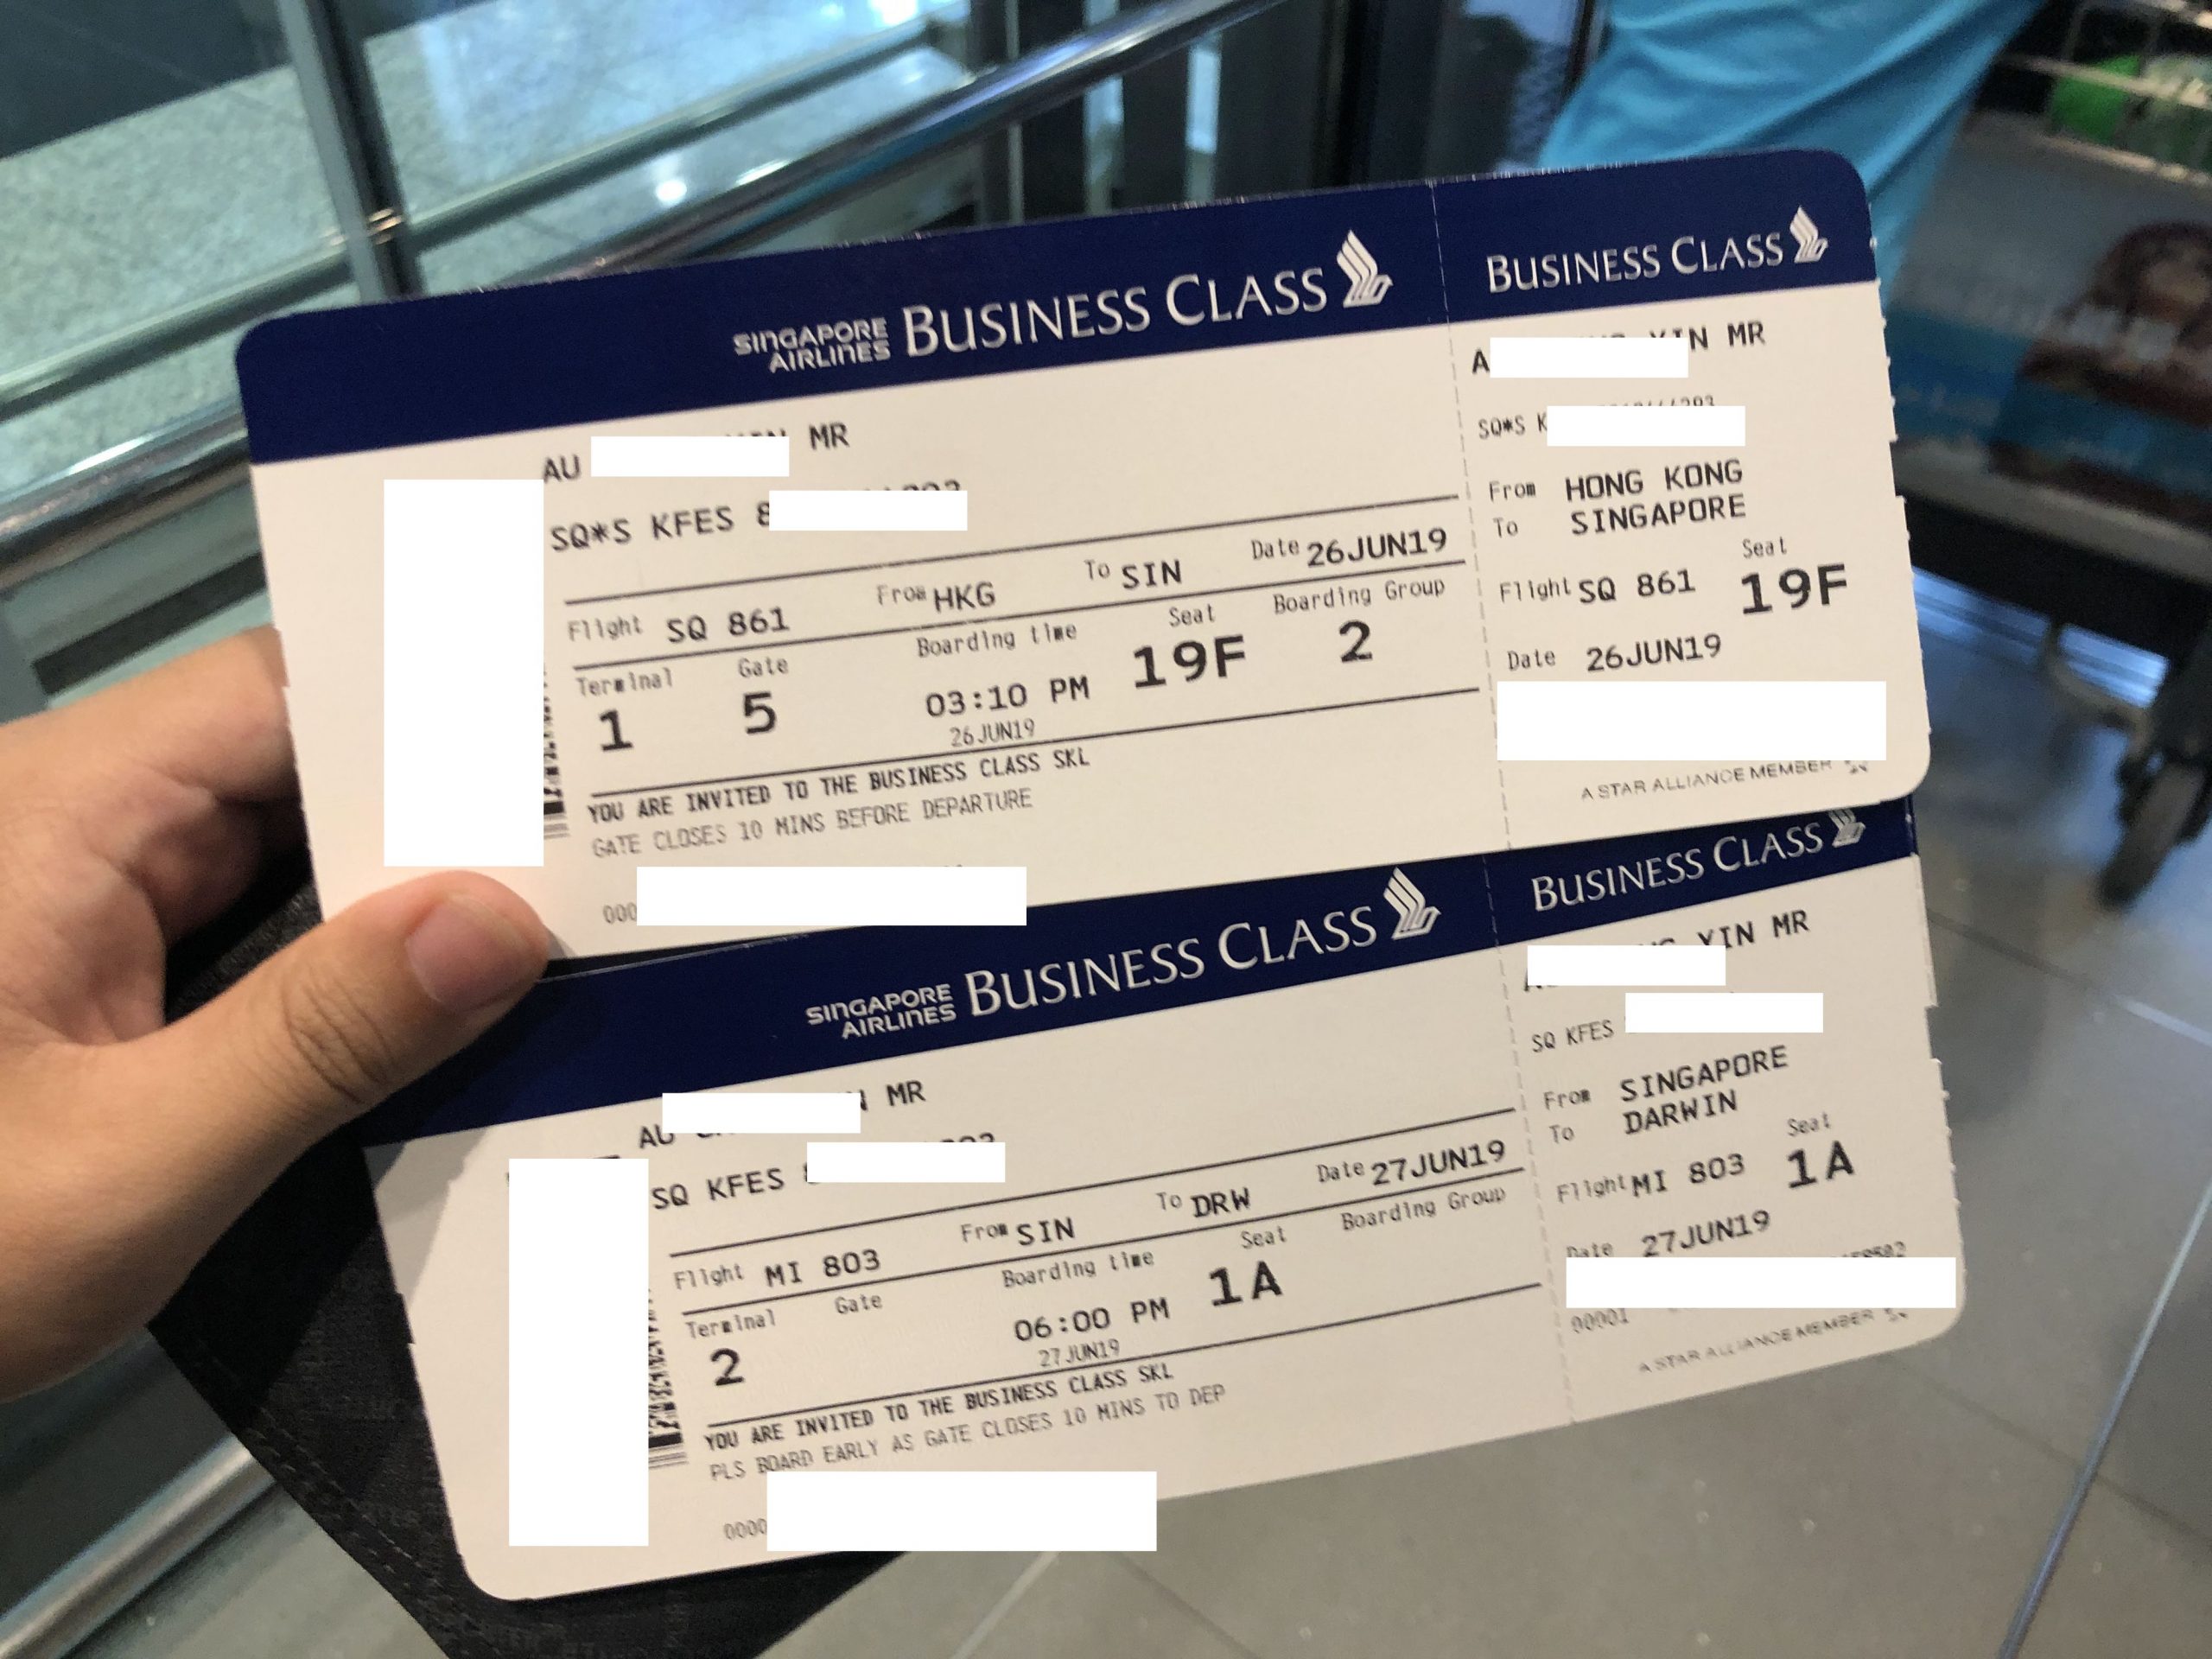 SINGAPORE AIRLINES BUSINESS CLASS
AU MR
SQ*S KFES
Flight SQ 861 From HKG To SIN Date 26JUN19
Terminal Gate Boarding time Seat Boarding Group
1 5 03:10 PM 19F 2
26JUN19
YOU ARE INVITED TO THE BUSINESS CLASS SKL
GATE CLOSES 10 MINS BEFORE DEPARTURE
000
BUSINESS CLASS
A N MR
SQ*S K
From HONG KONG
To SINGAPORE
Flight SQ 861 Seat 19F
Date 26JUN19
A STAR ALLIANCE MEMBER
SINGAPORE AIRLINES BUSINESS CLASS
AU MR
SQ KFES
Flight MI 803 From SIN To DRW Date 27JUN19
Terminal Gate Boarding time Seat Boarding Group
2 06:00 PM 1A
27JUN19
YOU ARE INVITED TO THE BUSINESS CLASS SKL
PLS BOARD EARLY AS GATE CLOSES 10 MINS TO DEP
0000
BUSINESS CLASS
YIN MR
SQ KFES
From SINGAPORE
To DARWIN
Flight MI 803 Seat 1A
Date 27JUN19
00001
A STAR ALLIANCE MEMBER